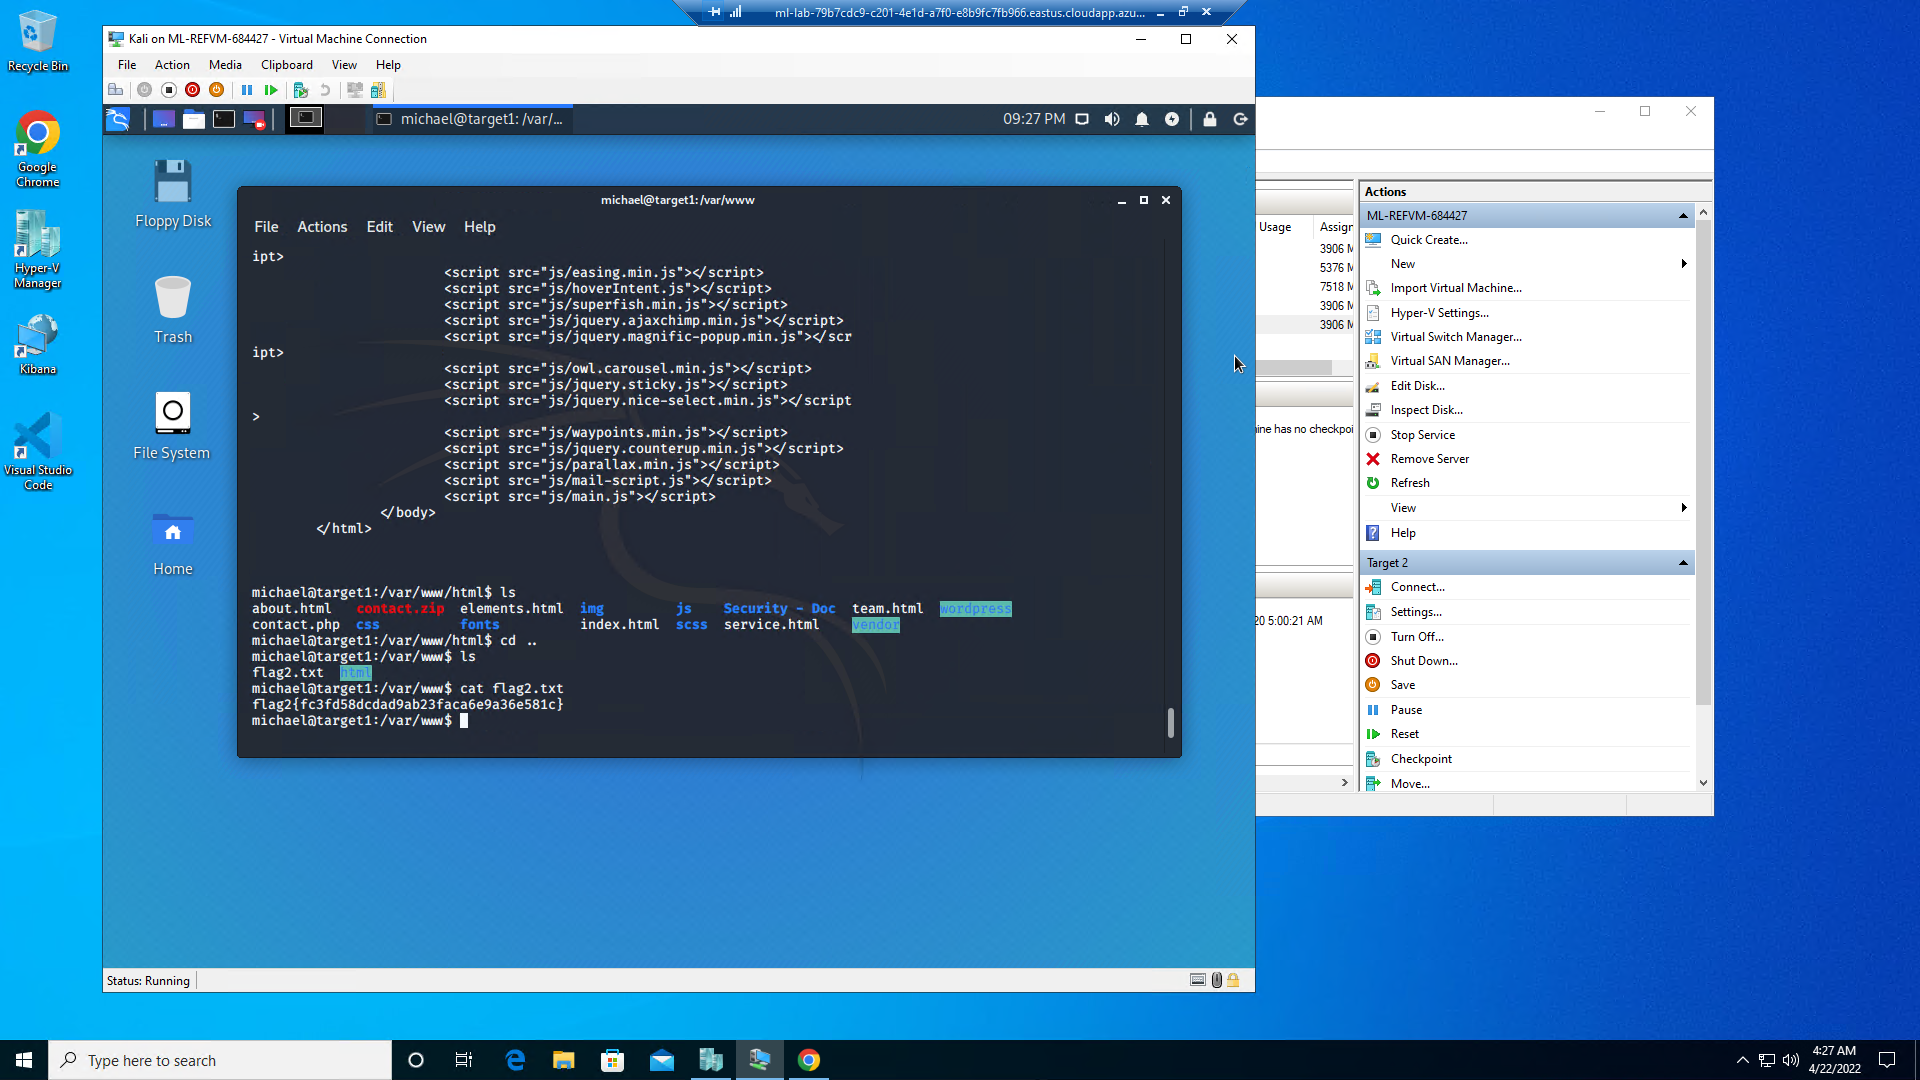 ml-lab-79b7cdc9-c201-4e1d-a7f0-e8b9fc7fb966.eastus.cloudapp.azu...
Recycle Bin
Google Chrome
Hyper-V Manager
Kibana
Visual Studio Code
Kali on ML-REFVM-684427 - Virtual Machine Connection
File Action Media Clipboard View Help
michael@target1: /var/...
09:27 PM
Floppy Disk
Trash
File System
Home
michael@target1:/var/www
File Actions Edit View Help
ipt>
<script src="js/easing.min.js"></script>
<script src="js/hoverIntent.js"></script>
<script src="js/superfish.min.js"></script>
<script src="js/jquery.ajaxchimp.min.js"></script>
<script src="js/jquery.magnific-popup.min.js"></scr
ipt>
<script src="js/owl.carousel.min.js"></script>
<script src="js/jquery.sticky.js"></script>
<script src="js/jquery.nice-select.min.js"></script
>
<script src="js/waypoints.min.js"></script>
<script src="js/jquery.counterup.min.js"></script>
<script src="js/parallax.min.js"></script>
<script src="js/mail-script.js"></script>
<script src="js/main.js"></script>
</body>
</html>
michael@target1:/var/www/html$ ls
about.html contact.zip elements.html img js Security - Doc team.html wordpress
contact.php css fonts index.html scss service.html vendor
michael@target1:/var/www/html$ cd ..
michael@target1:/var/www$ ls
flag2.txt html
michael@target1:/var/www$ cat flag2.txt
flag2{fc3fd58dcdad9ab23faca6e9a36e581c}
michael@target1:/var/www$
Status: Running
Usage Assign
3906 M
5376 M
7518 M
3906 M
3906 M
ine has no checkpoi
20 5:00:21 AM
Actions
ML-REFVM-684427
Quick Create...
New
Import Virtual Machine...
Hyper-V Settings...
Virtual Switch Manager...
Virtual SAN Manager...
Edit Disk...
Inspect Disk...
Stop Service
Remove Server
Refresh
View
Help
Target 2
Connect...
Settings...
Turn Off...
Shut Down...
Save
Pause
Reset
Checkpoint
Move...
Type here to search
4:27 AM
4/22/2022